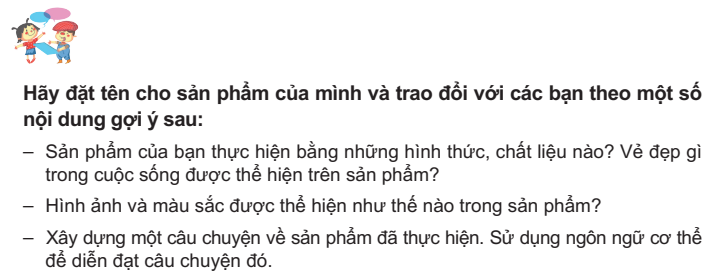 Hãy đặt tên cho sản phẩm của mình và trao đổi với các bạn theo một số
nội dung gợi ý sau:
– Sản phẩm của bạn thực hiện bằng những hình thức, chất liệu nào? Vẻ đẹp gì
trong cuộc sống được thể hiện trên sản phẩm?
– Hình ảnh và màu sắc được thể hiện như thế nào trong sản phẩm?
– Xây dựng một câu chuyện về sản phẩm đã thực hiện. Sử dụng ngôn ngữ cơ thể
để diễn đạt câu chuyện đó.